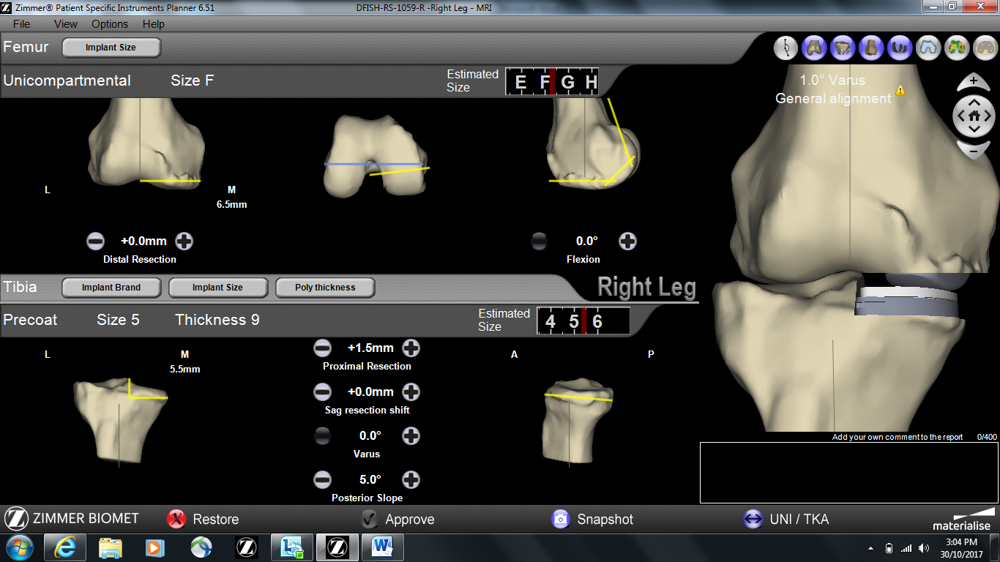 Zimmer® Patient Specific Instruments Planner 6.51
DFISH-RS-1059-R -Right Leg - MRI
File View Options Help
Femur
Implant Size
Unicompartmental Size F
Estimated
Size
E F G H
1.0° Varus
General alignment
L
M
6.5mm
+0.0mm
Distal Resection
0.0°
Flexion
Tibia
Implant Brand
Implant Size
Poly thickness
Right Leg
Precoat Size 5 Thickness 9
Estimated
Size
4 5 6
L
M
5.5mm
+1.5mm
Proximal Resection
+0.0mm
Sag resection shift
0.0°
Varus
5.0°
Posterior Slope
A
P
Add your own comment to the report 0/400
ZIMMER BIOMET
Restore
Approve
Snapshot
UNI / TKA
materialise
3:04 PM
30/10/2017